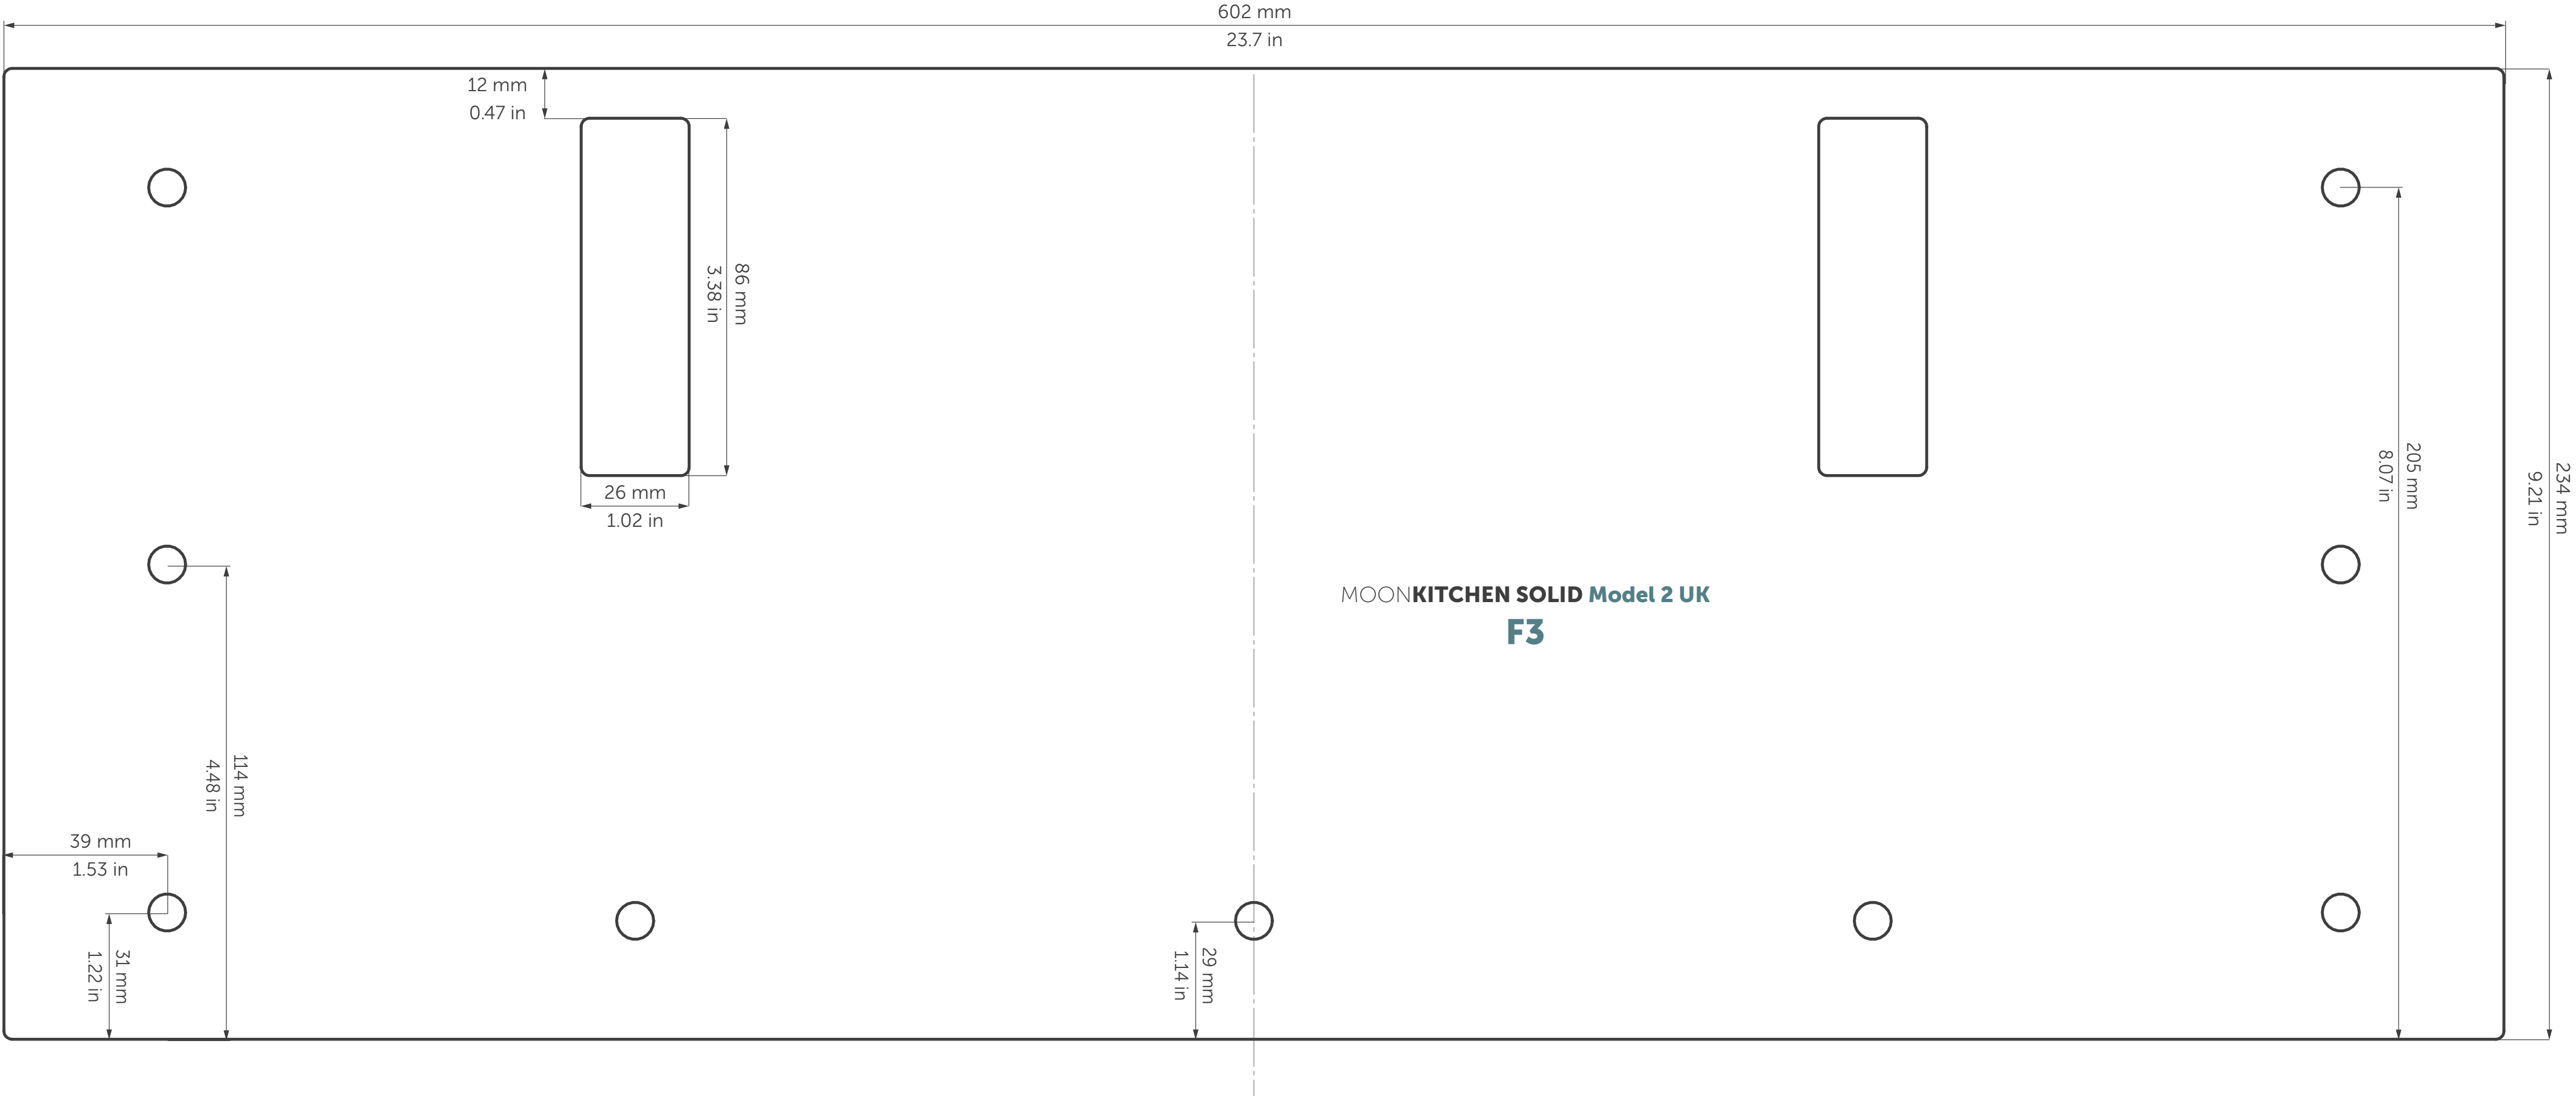 602 mm
23.7 in
12 mm
0.47 in
86 mm
3.38 in
26 mm
1.02 in
205 mm
8.07 in
234 mm
9.21 in
MOONKITCHEN SOLID Model 2 UK
F3
114 mm
4.48 in
39 mm
1.53 in
31 mm
1.22 in
29 mm
1.14 in